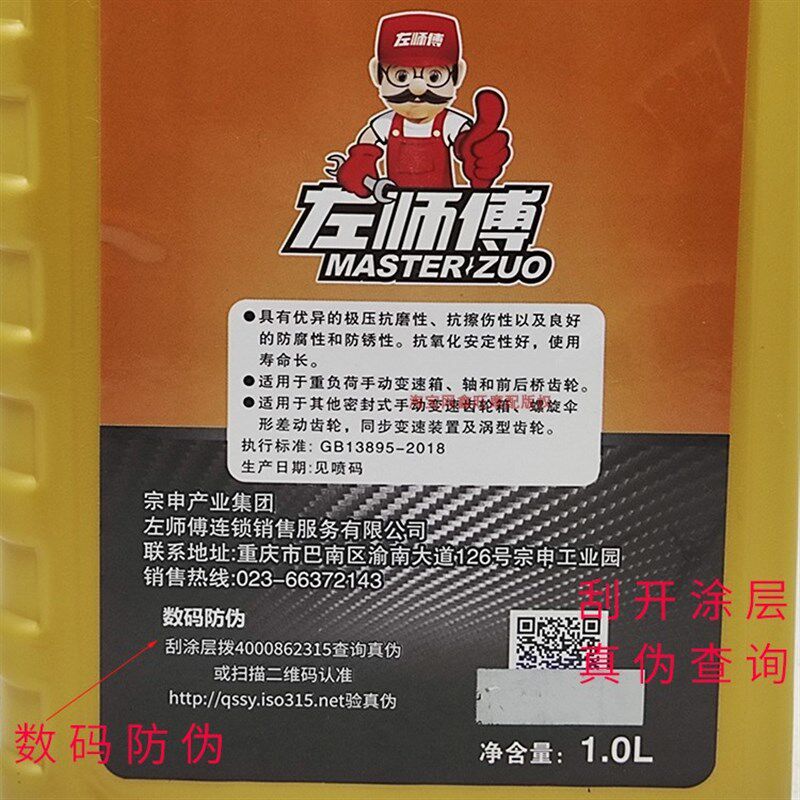 左师傅
左师傅
MASTER ZUO
●具有优异的极压抗磨性、抗擦伤性以及良好
的防腐性和防锈性。抗氧化安定性好，使用
寿命长。
●适用于重负荷手动变速箱、轴和前后桥齿轮。
●适用于其他密封式手动变速齿轮箱、螺旋伞
形差动齿轮，同步变速装置及涡型齿轮。
执行标准: GB13895-2018
生产日期:见喷码
宗申产业集团
左师傅连锁销售服务有限公司
联系地址:重庆市巴南区渝南大道126号宗申工业园
销售热线:023-66372143
数码防伪
刮涂层拨4000862315查询真伪
或扫描二维码认准
http://qssy.iso315.net验真伪
刮开涂层
真伪查询
数码防伪
净含量: 1.0L